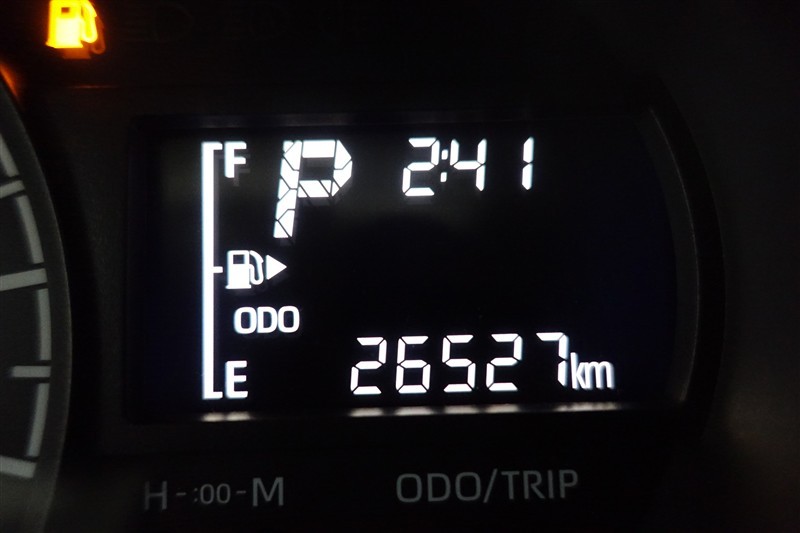 F P 2:41
ODO
E 26527km
H-:00-M ODO/TRIP